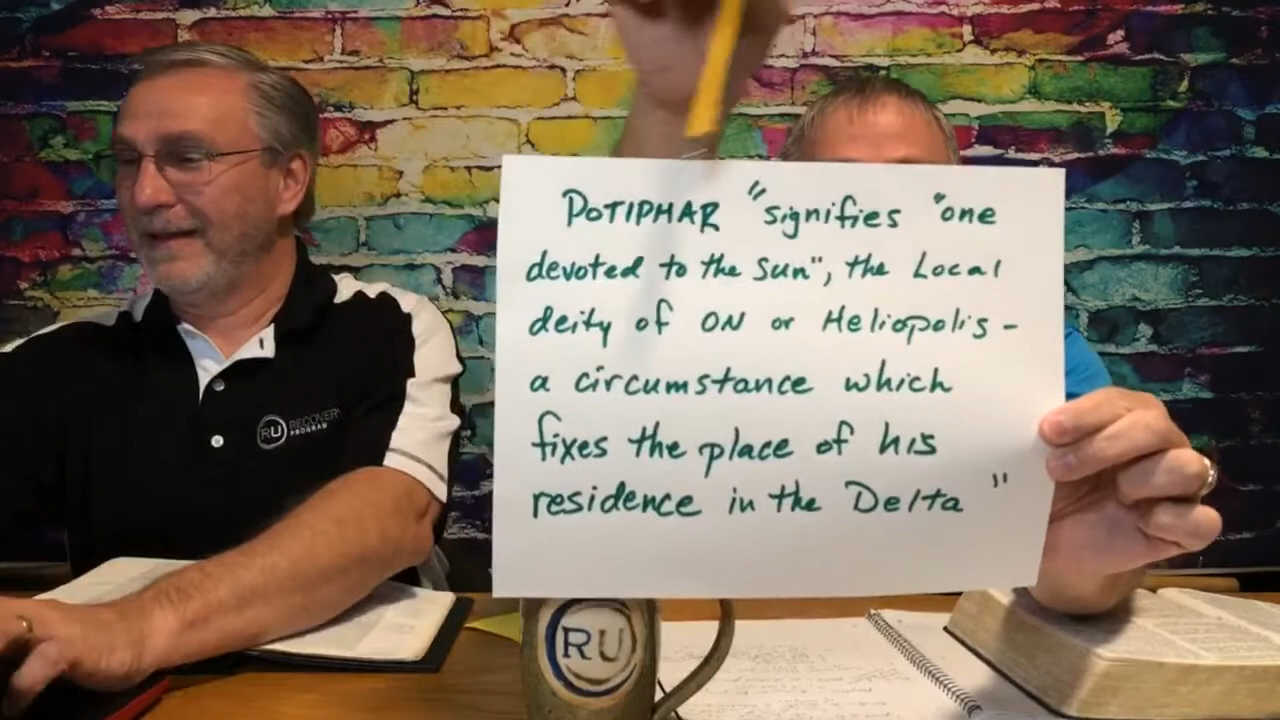 POTIPHAR "signifies "one
devoted to the sun", the Local
deity of ON or Heliopolis -
a circumstance which
fixes the place of his
residence in the Delta "
RU RECOVERY
PROGRAM
RU